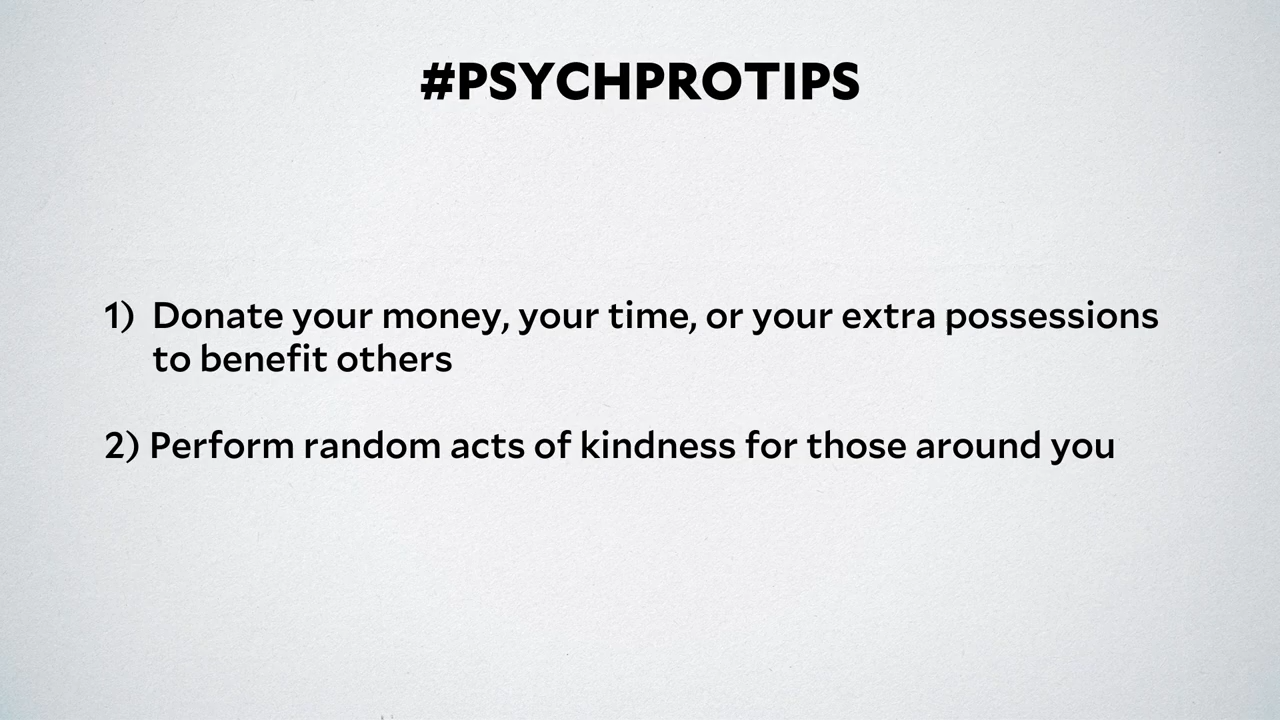 #PSYCHPROTIPS
1) Donate your money, your time, or your extra possessions
to benefit others
2) Perform random acts of kindness for those around you